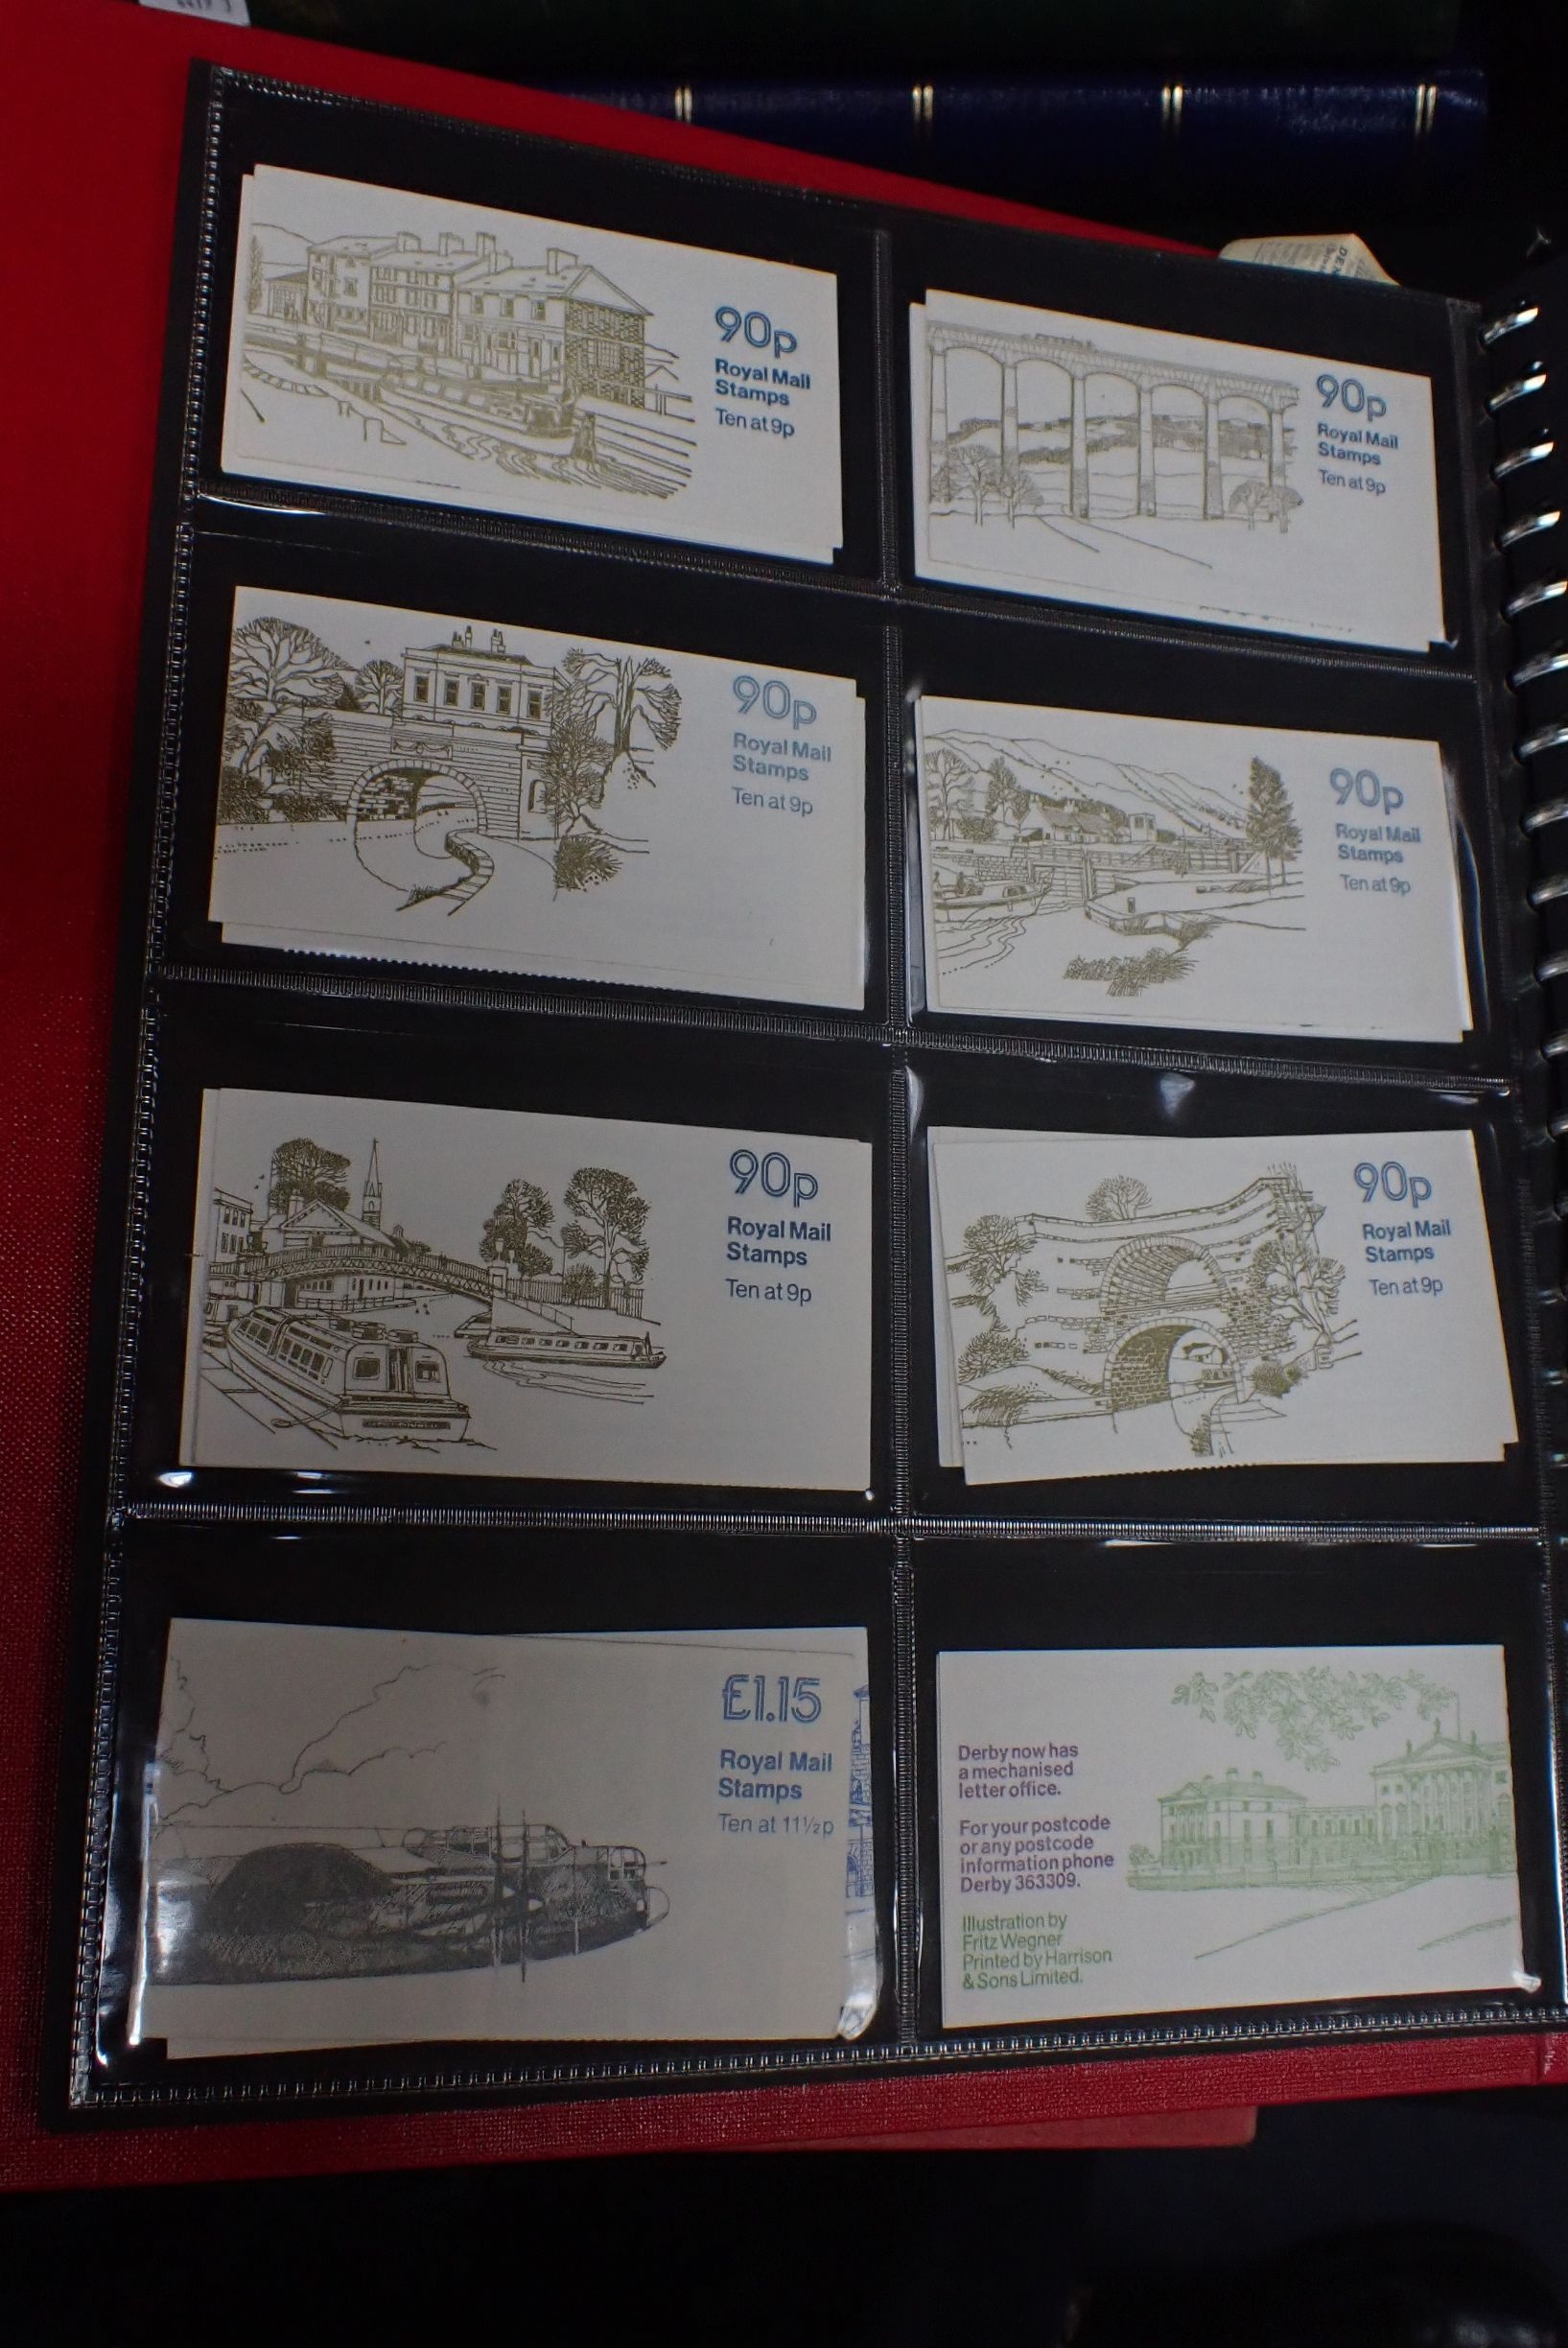 90p
Royal Mail
Stamps
Ten at 9p
90p
Royal Mail
Stamps
Ten at 9p
90p
Royal Mail
Stamps
Ten at 9p
90p
Royal Mail
Stamps
Ten at 9p
90p
Royal Mail
Stamps
Ten at 9p
90p
Royal Mail
Stamps
Ten at 9p
£1.15
Royal Mail
Stamps
Ten at 11½p
Derby now has
a mechanised
letter office.
For your postcode
or any postcode
information phone
Derby 363309.
Illustration by
Fritz Wegner
Printed by Harrison
& Sons Limited.